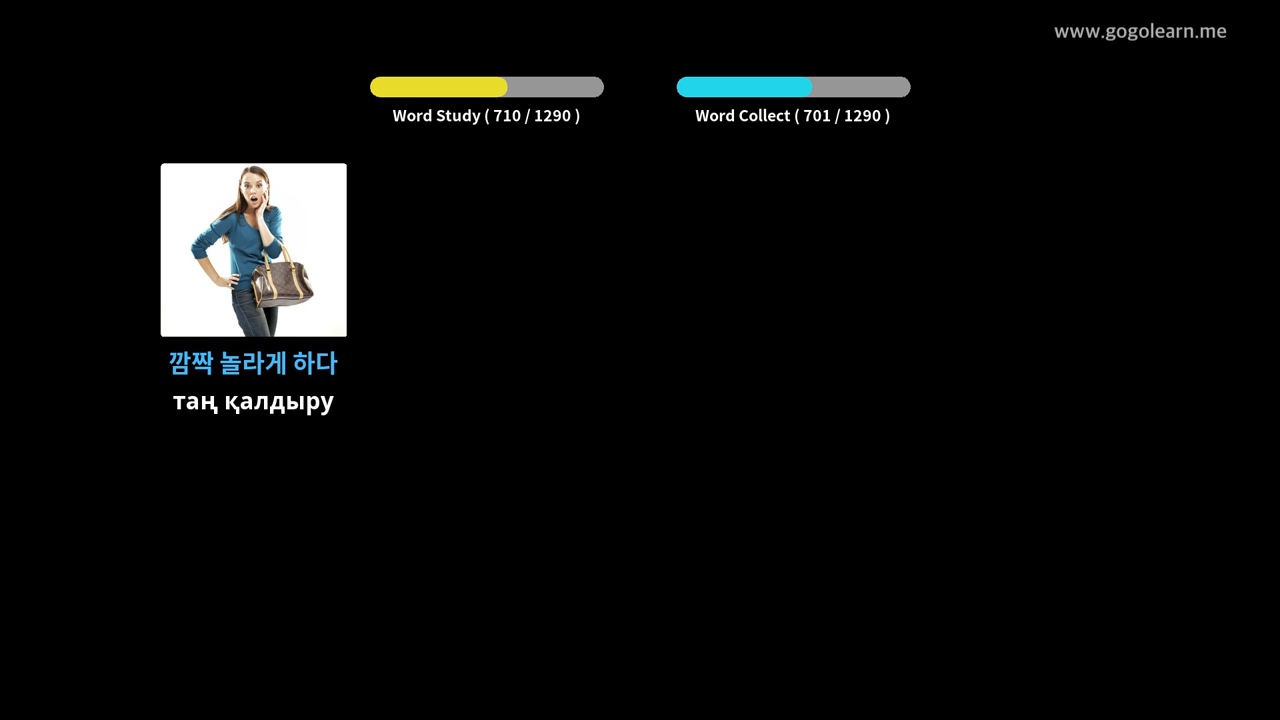 www.gogolearn.me
Word Study ( 710 / 1290 )
Word Collect ( 701 / 1290 )
깜짝 놀라게 하다
таң қалдыру